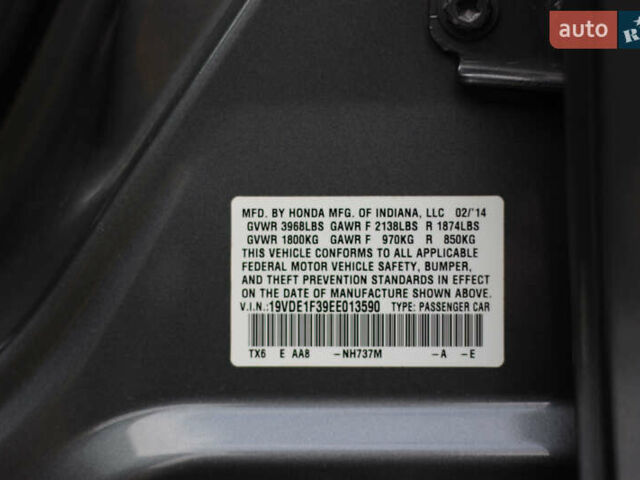 auto
R
MFD. BY HONDA MFG. OF INDIANA, LLC 02/'14
GVWR 3968LBS GAWR F 2138LBS R 1874LBS
GVWR 1800KG GAWR F 970KG R 850KG
THIS VEHICLE CONFORMS TO ALL APPLICABLE
FEDERAL MOTOR VEHICLE SAFETY, BUMPER,
AND THEFT PREVENTION STANDARDS IN EFFECT
ON THE DATE OF MANUFACTURE SHOWN ABOVE.
V.I.N.:19VDE1F39EE013590 TYPE: PASSENGER CAR
TX6 E AA8 -NH737M -A -E